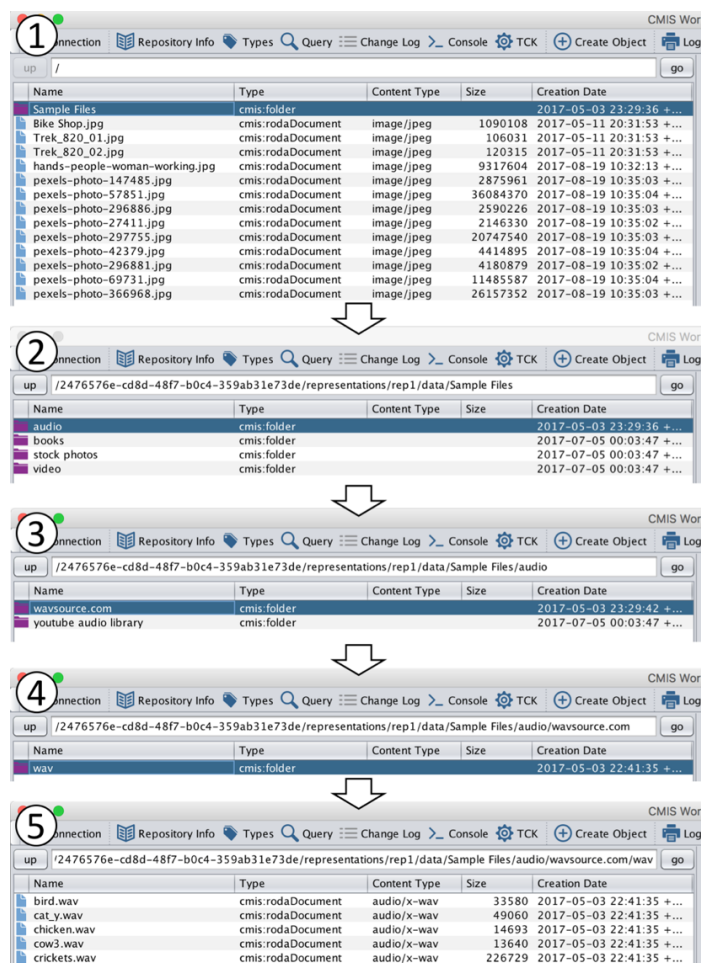 CMIS Wor
1 onnection Repository Info Types Query Change Log Console TCK Create Object Log
up / go
Name Type Content Type Size Creation Date
Sample Files cmis:folder 2017-05-03 23:29:36 +...
Bike Shop.jpg cmis:rodaDocument image/jpeg 1090108 2017-05-11 20:31:53 +...
Trek_820_01.jpg cmis:rodaDocument image/jpeg 106031 2017-05-11 20:31:53 +...
Trek_820_02.jpg cmis:rodaDocument image/jpeg 120315 2017-05-11 20:31:53 +...
hands-people-woman-working.jpg cmis:rodaDocument image/jpeg 9317604 2017-08-19 10:32:13 +...
pexels-photo-147485.jpg cmis:rodaDocument image/jpeg 2875961 2017-08-19 10:35:03 +...
pexels-photo-57851.jpg cmis:rodaDocument image/jpeg 36084370 2017-08-19 10:35:04 +...
pexels-photo-296886.jpg cmis:rodaDocument image/jpeg 2590226 2017-08-19 10:35:03 +...
pexels-photo-27411.jpg cmis:rodaDocument image/jpeg 2146330 2017-08-19 10:35:02 +...
pexels-photo-297755.jpg cmis:rodaDocument image/jpeg 20747540 2017-08-19 10:35:03 +...
pexels-photo-42379.jpg cmis:rodaDocument image/jpeg 4414895 2017-08-19 10:35:04 +...
pexels-photo-296881.jpg cmis:rodaDocument image/jpeg 4180879 2017-08-19 10:35:02 +...
pexels-photo-69731.jpg cmis:rodaDocument image/jpeg 11485587 2017-08-19 10:35:04 +...
pexels-photo-366968.jpg cmis:rodaDocument image/jpeg 26157352 2017-08-19 10:35:03 +...
CMIS Wor
2 onnection Repository Info Types Query Change Log Console TCK Create Object Log
up /2476576e-cd8d-48f7-b0c4-359ab31e73de/representations/rep1/data/Sample Files go
Name Type Content Type Size Creation Date
audio cmis:folder 2017-05-03 23:29:36 +...
books cmis:folder 2017-07-05 00:03:47 +...
stock photos cmis:folder 2017-07-05 00:03:47 +...
video cmis:folder 2017-07-05 00:03:47 +...
CMIS Wor
3 onnection Repository Info Types Query Change Log Console TCK Create Object Log
up /2476576e-cd8d-48f7-b0c4-359ab31e73de/representations/rep1/data/Sample Files/audio go
Name Type Content Type Size Creation Date
wavsource.com cmis:folder 2017-05-03 23:29:42 +...
youtube audio library cmis:folder 2017-07-05 00:03:47 +...
CMIS Wor
4 onnection Repository Info Types Query Change Log Console TCK Create Object Log
up /2476576e-cd8d-48f7-b0c4-359ab31e73de/representations/rep1/data/Sample Files/audio/wavsource.com go
Name Type Content Type Size Creation Date
wav cmis:folder 2017-05-03 22:41:35 +...
CMIS Wor
5 onnection Repository Info Types Query Change Log Console TCK Create Object Log
up /2476576e-cd8d-48f7-b0c4-359ab31e73de/representations/rep1/data/Sample Files/audio/wavsource.com/wav go
Name Type Content Type Size Creation Date
bird.wav cmis:rodaDocument audio/x-wav 33580 2017-05-03 22:41:35 +...
cat_y.wav cmis:rodaDocument audio/x-wav 49060 2017-05-03 22:41:35 +...
chicken.wav cmis:rodaDocument audio/x-wav 14693 2017-05-03 22:41:35 +...
cow3.wav cmis:rodaDocument audio/x-wav 13640 2017-05-03 22:41:35 +...
crickets.wav cmis:rodaDocument audio/x-wav 226729 2017-05-03 22:41:35 +...